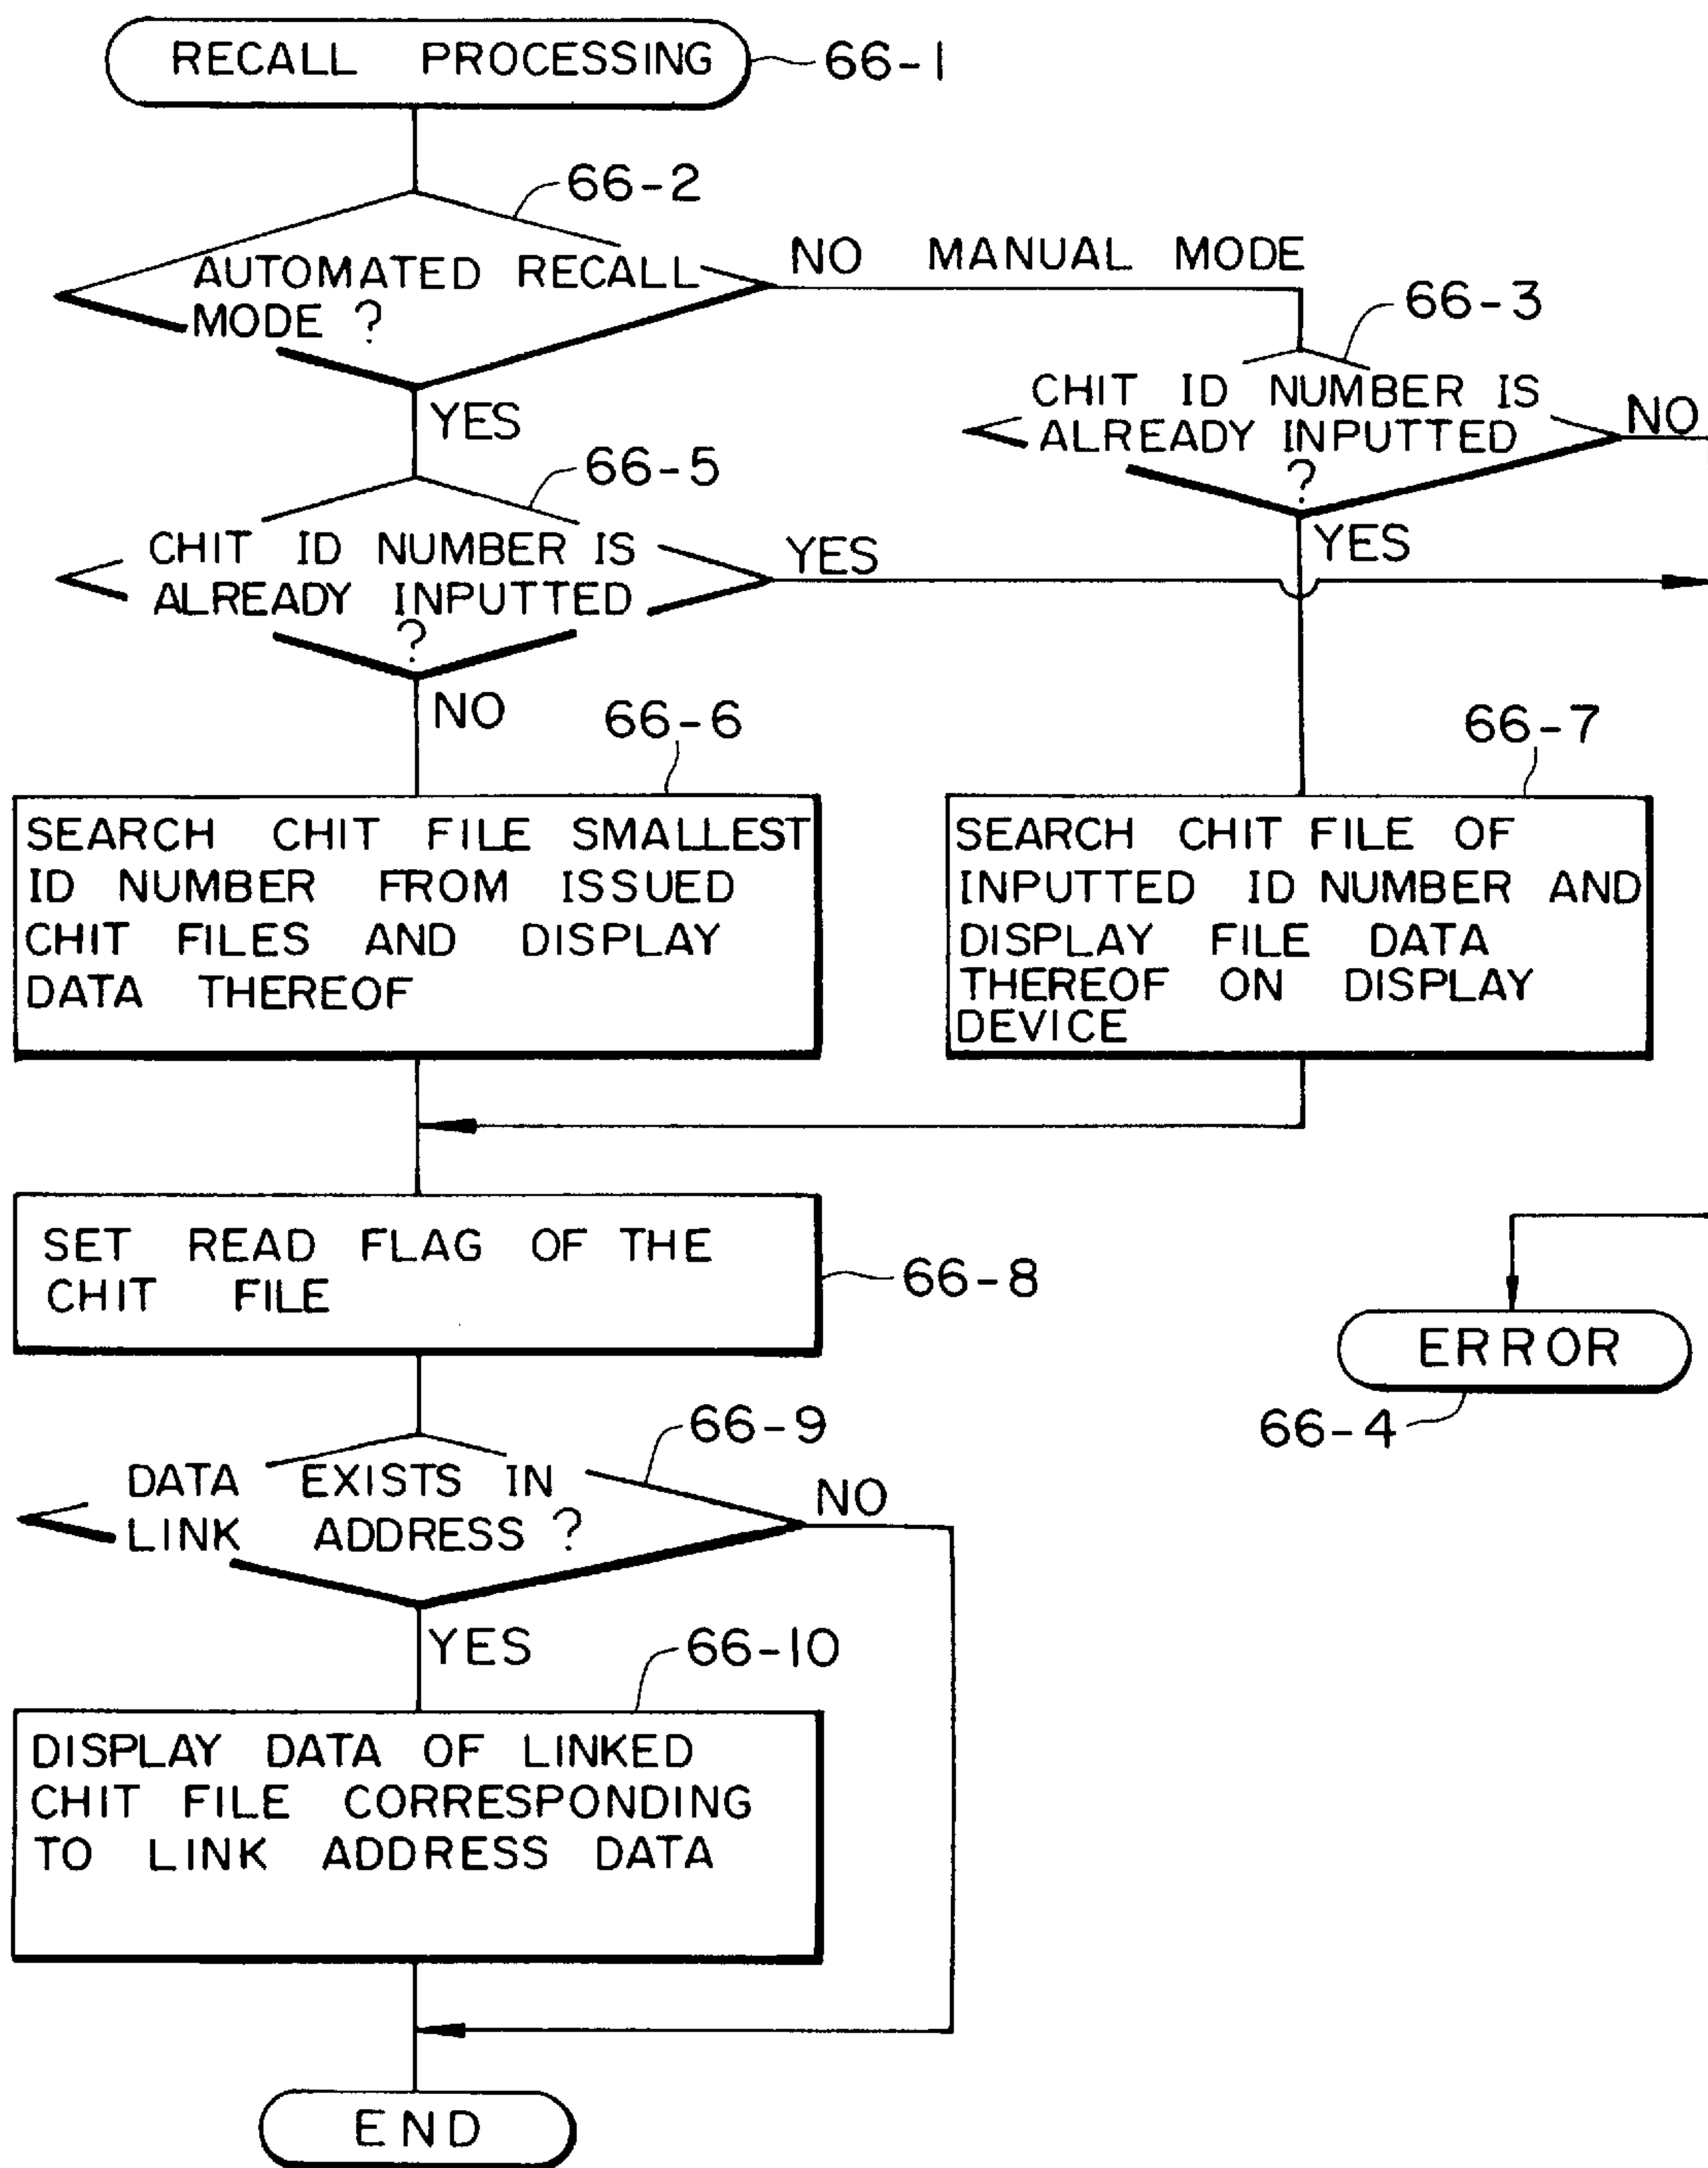 RECALL PROCESSING
66-1
66-2
AUTOMATED RECALL
MODE ?
NO MANUAL MODE
66-3
CHIT ID NUMBER IS
ALREADY INPUTTED
?
NO
YES
YES
66-5
CHIT ID NUMBER IS
ALREADY INPUTTED
?
YES
NO
66-6
SEARCH CHIT FILE SMALLEST
ID NUMBER FROM ISSUED
CHIT FILES AND DISPLAY
DATA THEREOF
66-7
SEARCH CHIT FILE OF
INPUTTED ID NUMBER AND
DISPLAY FILE DATA
THEREOF ON DISPLAY
DEVICE
SET READ FLAG OF THE
CHIT FILE
66-8
ERROR
66-4
66-9
DATA EXISTS IN
LINK ADDRESS ?
NO
YES
66-10
DISPLAY DATA OF LINKED
CHIT FILE CORRESPONDING
TO LINK ADDRESS DATA
END